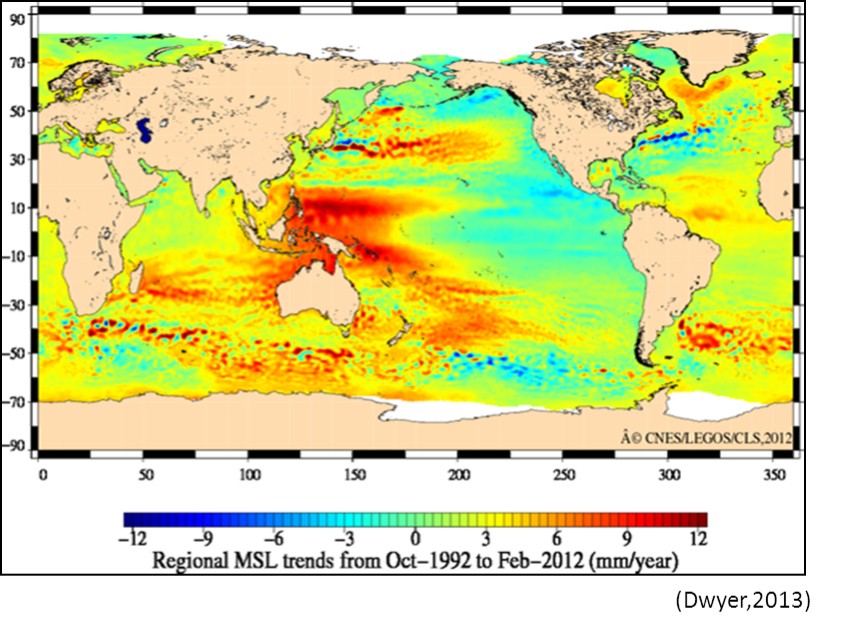 90
70
50
30
10
−10
−30
−50
−70
−90
Â© CNES/LEGOS/CLS,2012
0 50 100 150 200 250 300 350
−12 −9 −6 −3 0 3 6 9 12
Regional MSL trends from Oct−1992 to Feb−2012 (mm/year)
(Dwyer,2013)